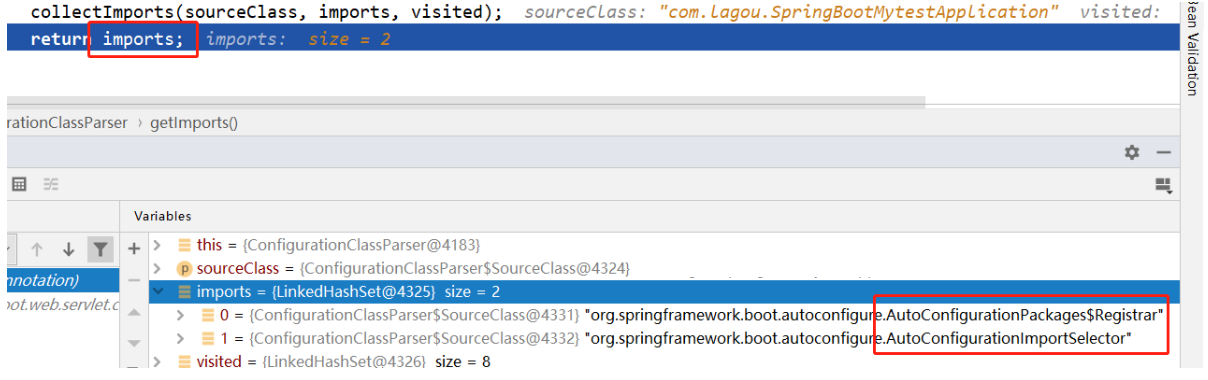 collectImports(sourceClass, imports, visited); sourceClass: "com.lagou.SpringBootMytestApplication" visited:
return imports; imports: size = 2
Bean Validation
rationClassParser › getImports()
Variables
this = {ConfigurationClassParser@4183}
p sourceClass = {ConfigurationClassParser$SourceClass@4324}
nnotation)
imports = {LinkedHashSet@4325} size = 2
oot.web.servlet.c
0 = {ConfigurationClassParser$SourceClass@4331} "org.springframework.boot.autoconfigure.AutoConfigurationPackages$Registrar"
1 = {ConfigurationClassParser$SourceClass@4332} "org.springframework.boot.autoconfigure.AutoConfigurationImportSelector"
visited = {LinkedHashSet@4326} size = 8